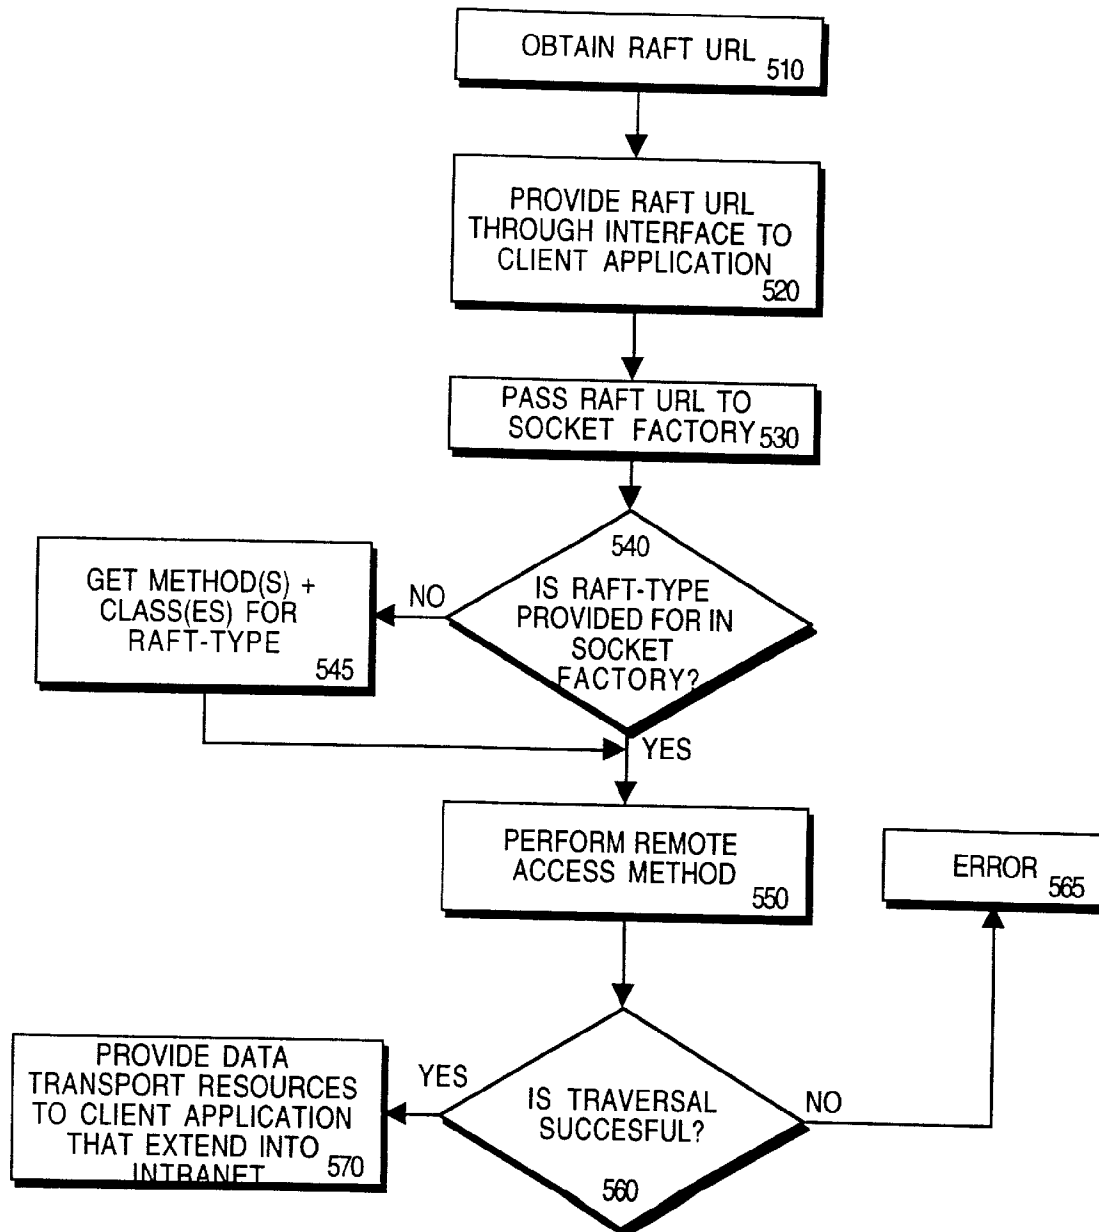 OBTAIN RAFT URL
510
PROVIDE RAFT URL
THROUGH INTERFACE TO
CLIENT APPLICATION
520
PASS RAFT URL TO
SOCKET FACTORY
530
540
IS RAFT-TYPE
PROVIDED FOR IN
SOCKET
FACTORY?
NO
GET METHOD(S) +
CLASS(ES) FOR
RAFT-TYPE
545
YES
PERFORM REMOTE
ACCESS METHOD
550
ERROR
565
IS TRAVERSAL
SUCCESFUL?
560
NO
YES
PROVIDE DATA
TRANSPORT RESOURCES
TO CLIENT APPLICATION
THAT EXTEND INTO
INTRANET
570